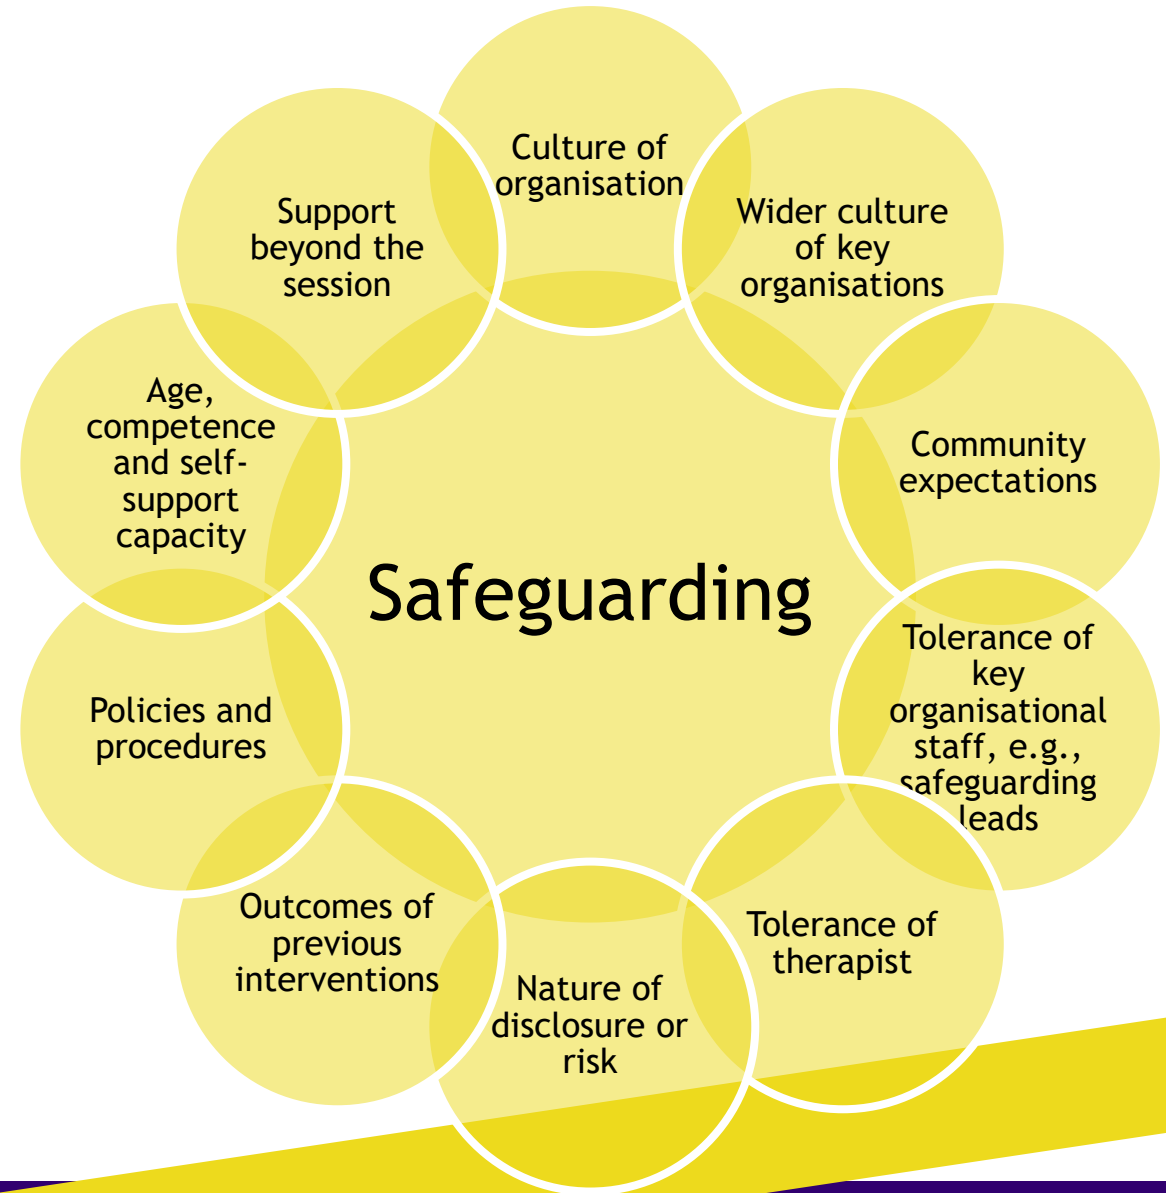 Culture of
organisation
Wider culture
of key
organisations
Community
expectations
Tolerance of
key
organisational
staff, e.g.,
safeguarding
leads
Tolerance of
therapist
Nature of
disclosure or
risk
Outcomes of
previous
interventions
Policies and
procedures
Age,
competence
and self-
support
capacity
Support
beyond the
session
Safeguarding